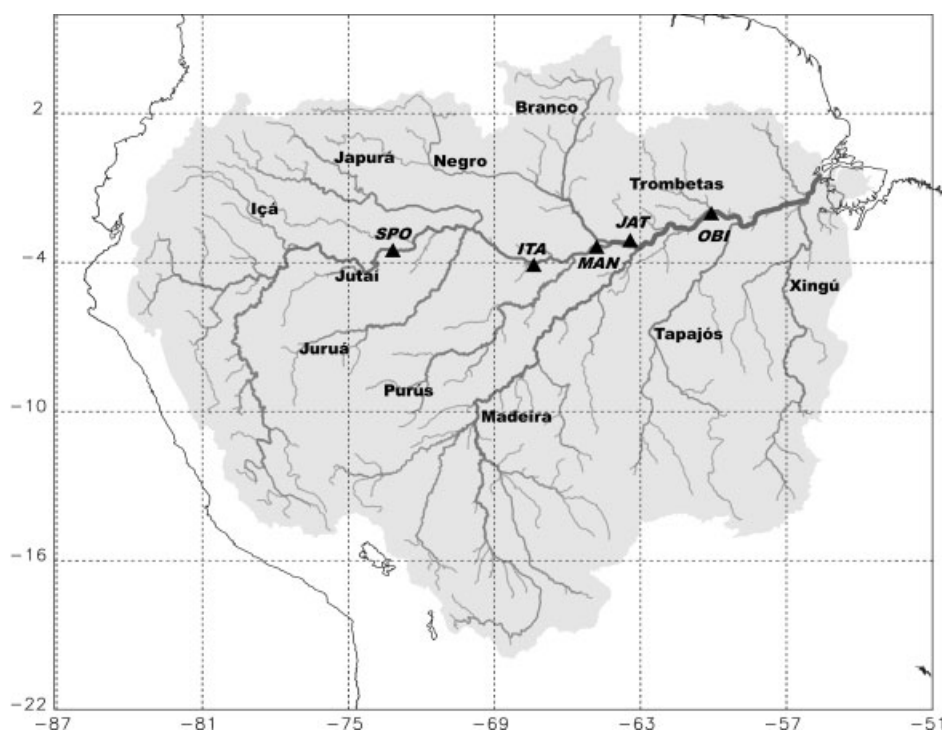 Branco
2
Japurá
Negro
Trombetas
Içá
SPO
JAT
ITA
OBI
MAN
-4
Jutaí
Xingú
Juruá
Tapajós
Purús
-10
Madeira
-16
-22
-87
-81
-75
-69
-63
-57
-51